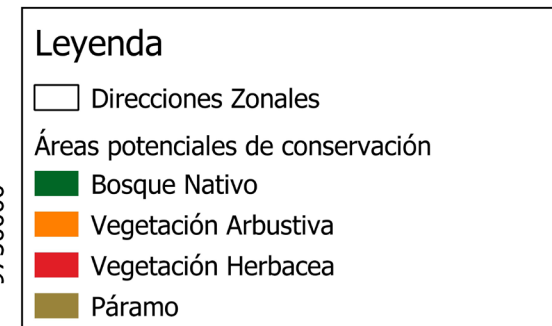 Leyenda
Direcciones Zonales
Áreas potenciales de conservación
Bosque Nativo
Vegetación Arbustiva
Vegetación Herbacea
Páramo